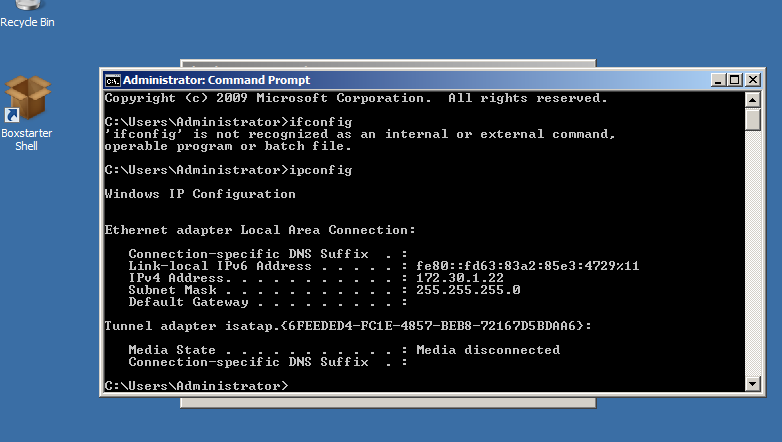 Recycle Bin
Boxstarter
Shell
Administrator: Command Prompt
Copyright (c) 2009 Microsoft Corporation.  All rights reserved.
C:\Users\Administrator>ifconfig
'ifconfig' is not recognized as an internal or external command,
operable program or batch file.
C:\Users\Administrator>ipconfig
Windows IP Configuration
Ethernet adapter Local Area Connection:
   Connection-specific DNS Suffix  . :
   Link-local IPv6 Address . . . . . : fe80::fd63:83a2:85e3:4729%11
   IPv4 Address. . . . . . . . . . . : 172.30.1.22
   Subnet Mask . . . . . . . . . . . : 255.255.255.0
   Default Gateway . . . . . . . . . :
Tunnel adapter isatap.{6FEEDED4-FC1E-4857-BEB8-72167D5BDAA6}:
   Media State . . . . . . . . . . . : Media disconnected
   Connection-specific DNS Suffix  . :
C:\Users\Administrator>